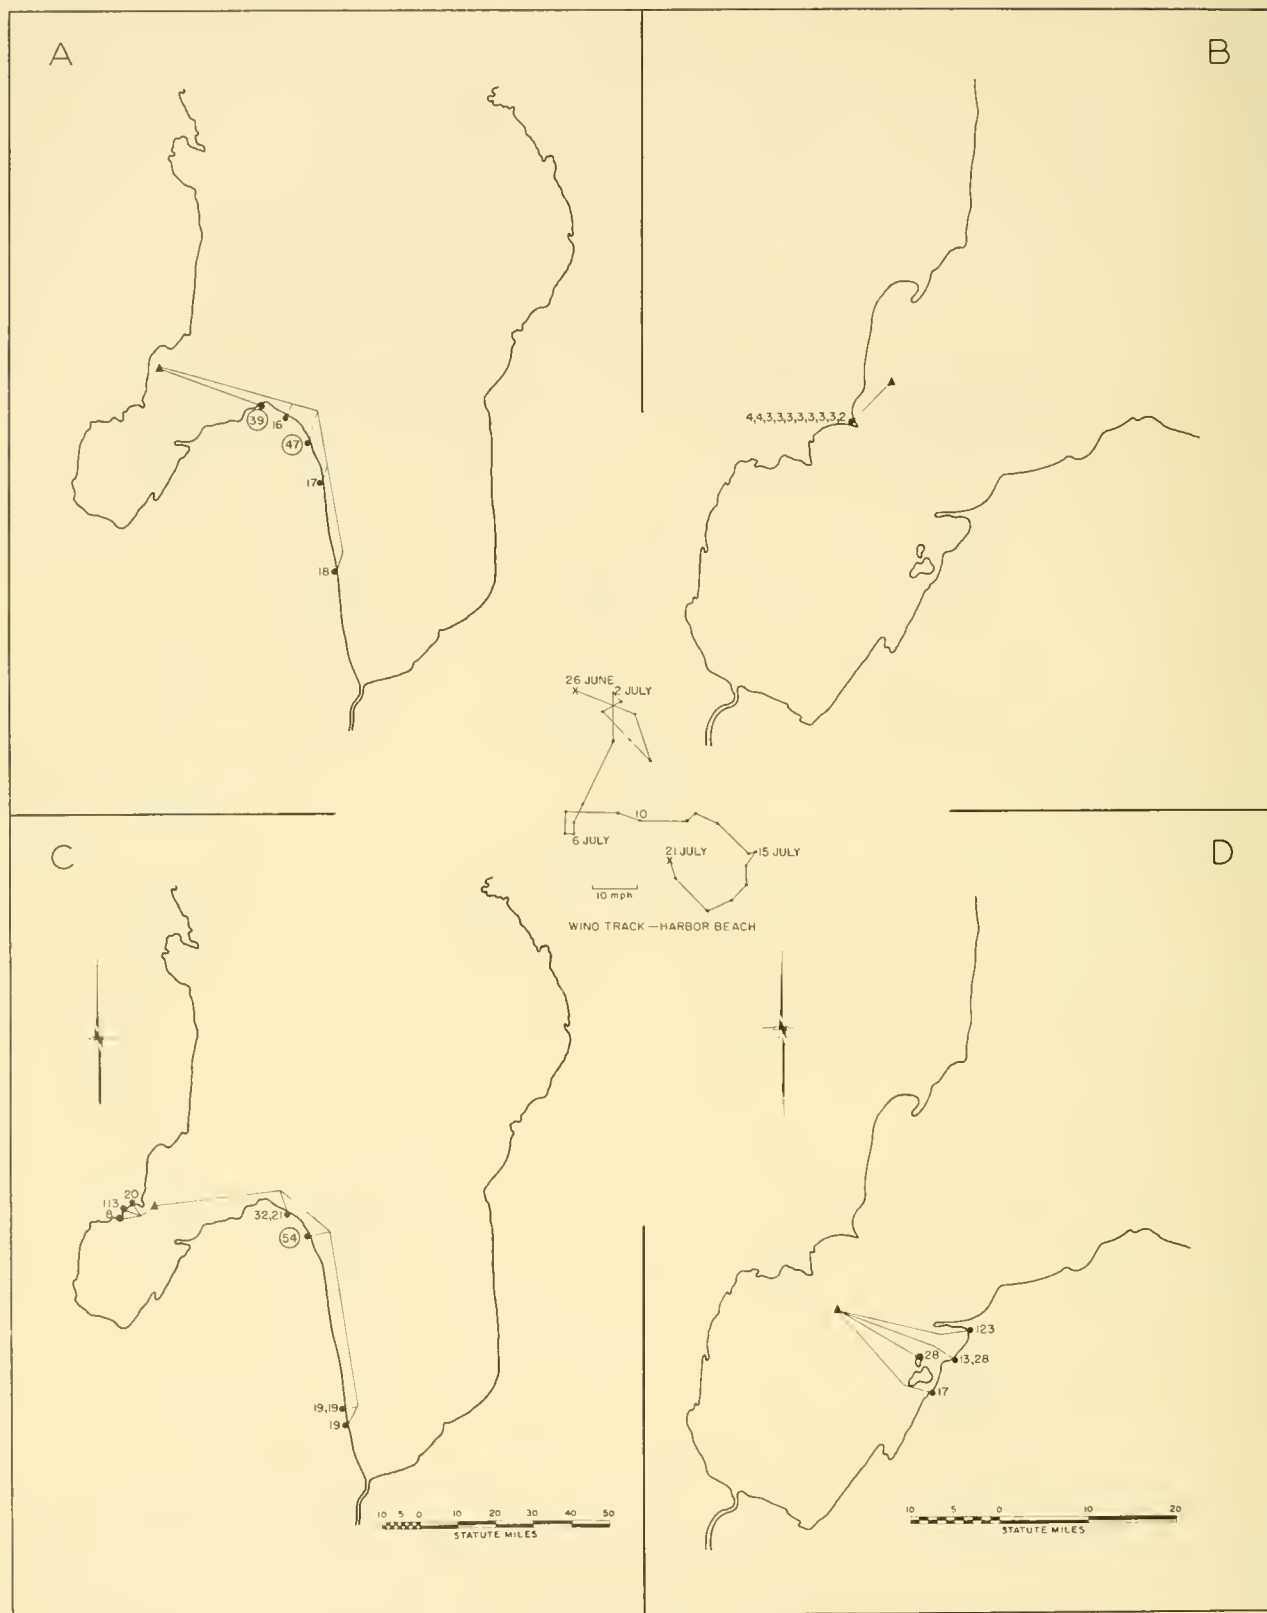 A
B
39
16
47
17
18
4,4,3,3,3,3,3,3,3,2
26 JUNE
2 JULY
10
6 JULY
21 JULY
15 JULY
10 mph
WIND TRACK — HARBOR BEACH
C
D
20
113
8
32,21
54
19,19
19
123
28
13,28
17
10 5 0 10 20 30 40 50
STATUTE MILES
10 5 0 10 20
STATUTE MILES